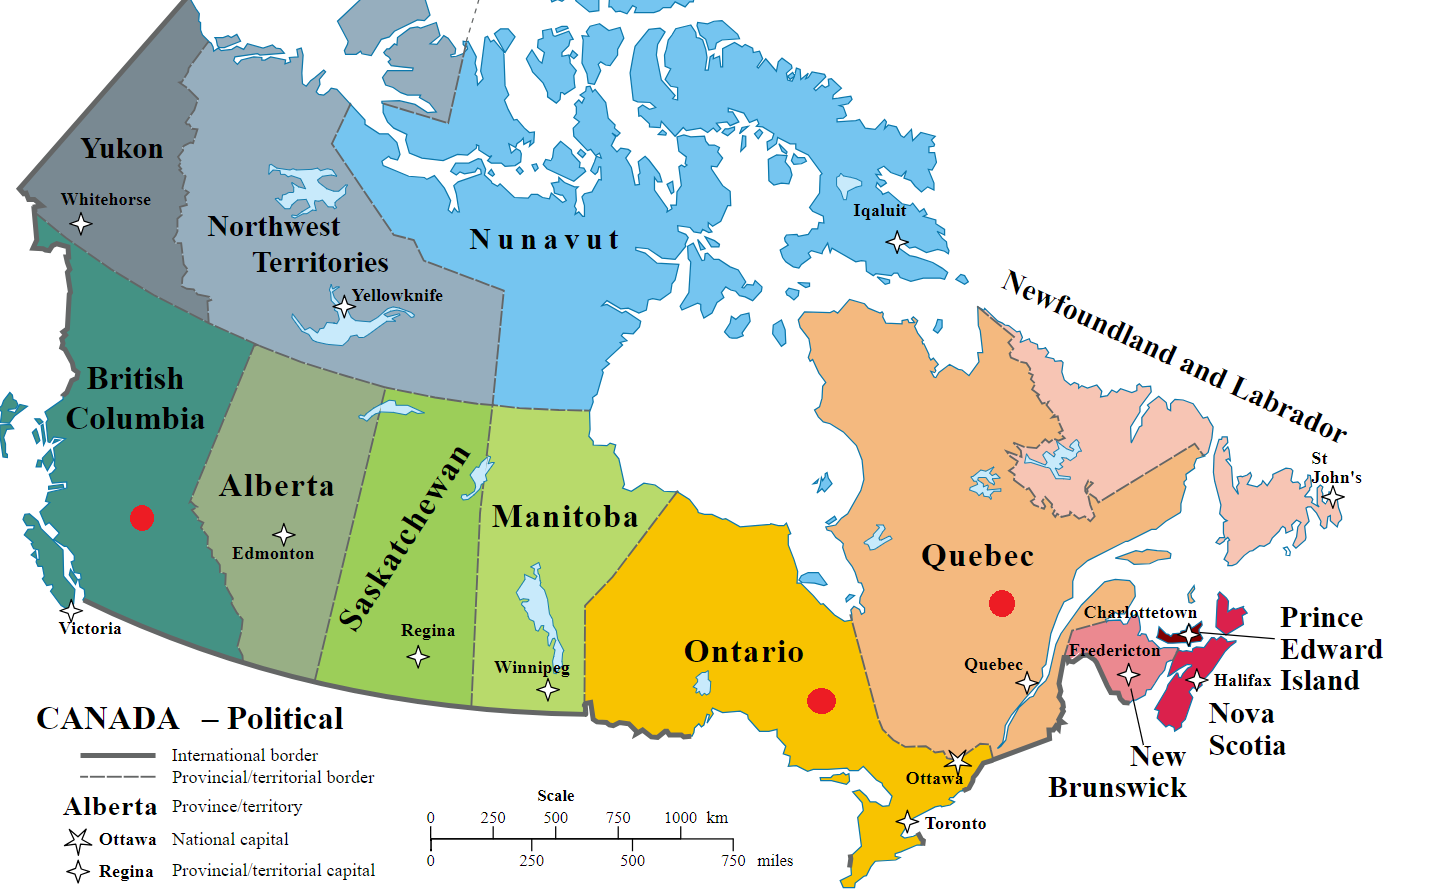 Yukon
Whitehorse
Northwest
Territories
Yellowknife
Nunavut
Iqaluit
Newfoundland and Labrador
St
John's
British
Columbia
Victoria
Alberta
Edmonton
Saskatchewan
Regina
Manitoba
Winnipeg
Ontario
Ottawa
Toronto
Quebec
Quebec
Charlottetown
Fredericton
Prince
Edward
Island
Halifax
Nova
Scotia
New
Brunswick
CANADA – Political
International border
Provincial/territorial border
Alberta Province/territory
Ottawa National capital
Regina Provincial/territorial capital
Scale
0 250 500 750 1000 km
0 250 500 750 miles